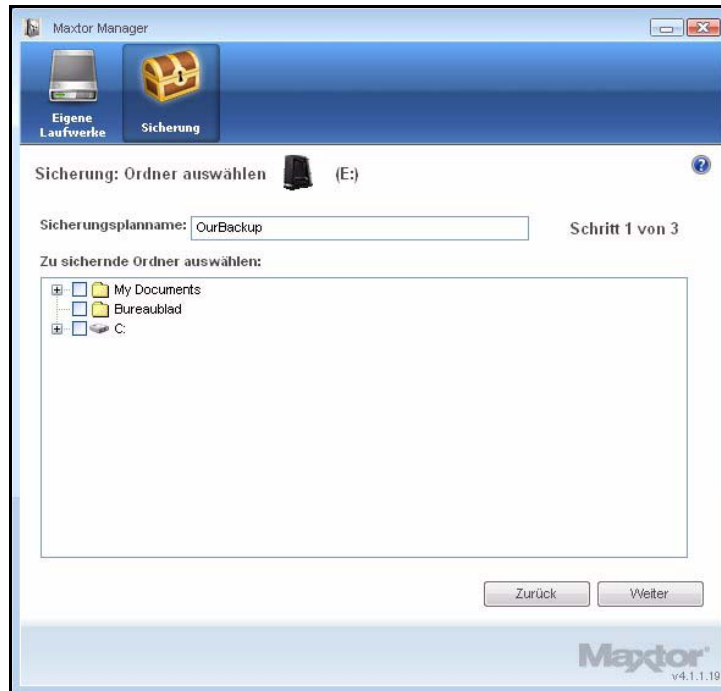 Maxtor Manager
Eigene
Laufwerke
Sicherung
Sicherung: Ordner auswählen (E:)
Sicherungsplanname: OurBackup Schritt 1 von 3
Zu sichernde Ordner auswählen:
My Documents
Bureaublad
C:
Zurück Weiter
Maxtor
v4.1.1.19